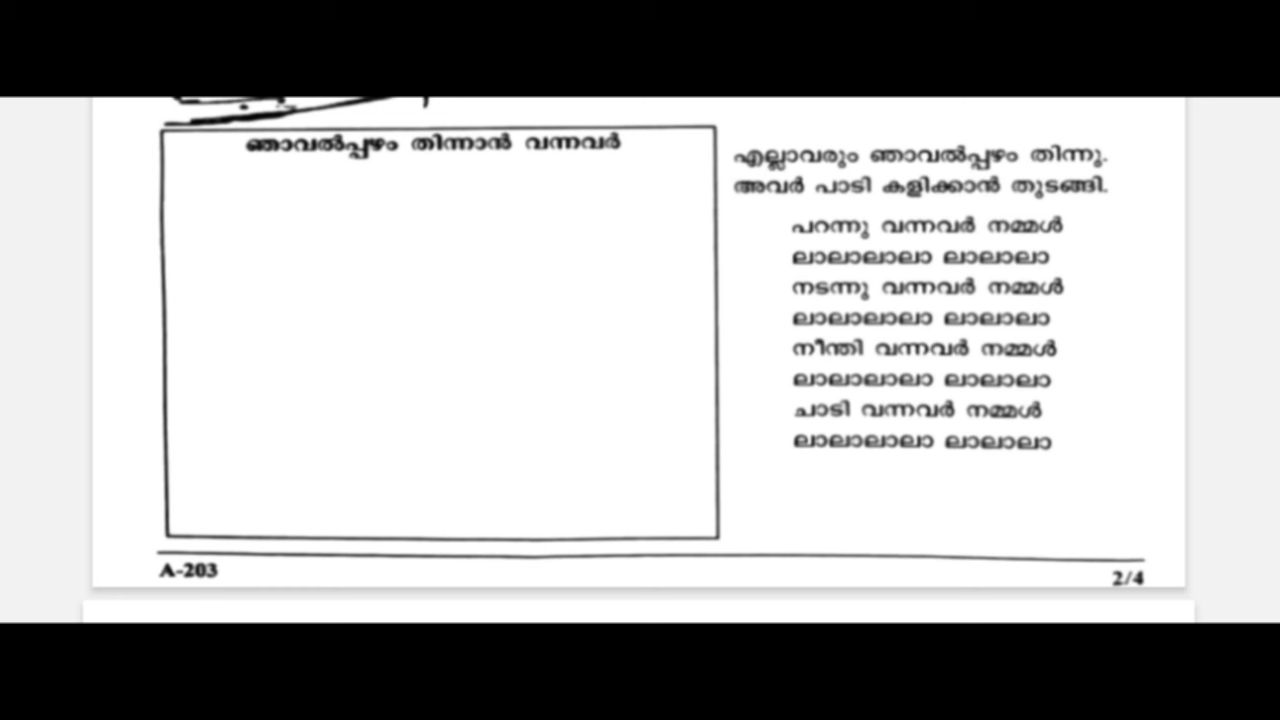 ഞാവൽപ്പഴം തിന്നാൻ വന്നവർ
എല്ലാവരും ഞാവൽപ്പഴം തിന്നു.
അവർ പാടി കളിക്കാൻ തുടങ്ങി.
പറന്നു വന്നവർ നമ്മൾ
ലാലാലാലാ ലാലാലാ
നടന്നു വന്നവർ നമ്മൾ
ലാലാലാലാ ലാലാലാ
നീന്തി വന്നവർ നമ്മൾ
ലാലാലാലാ ലാലാലാ
ചാടി വന്നവർ നമ്മൾ
ലാലാലാലാ ലാലാലാ
A-203
2/4